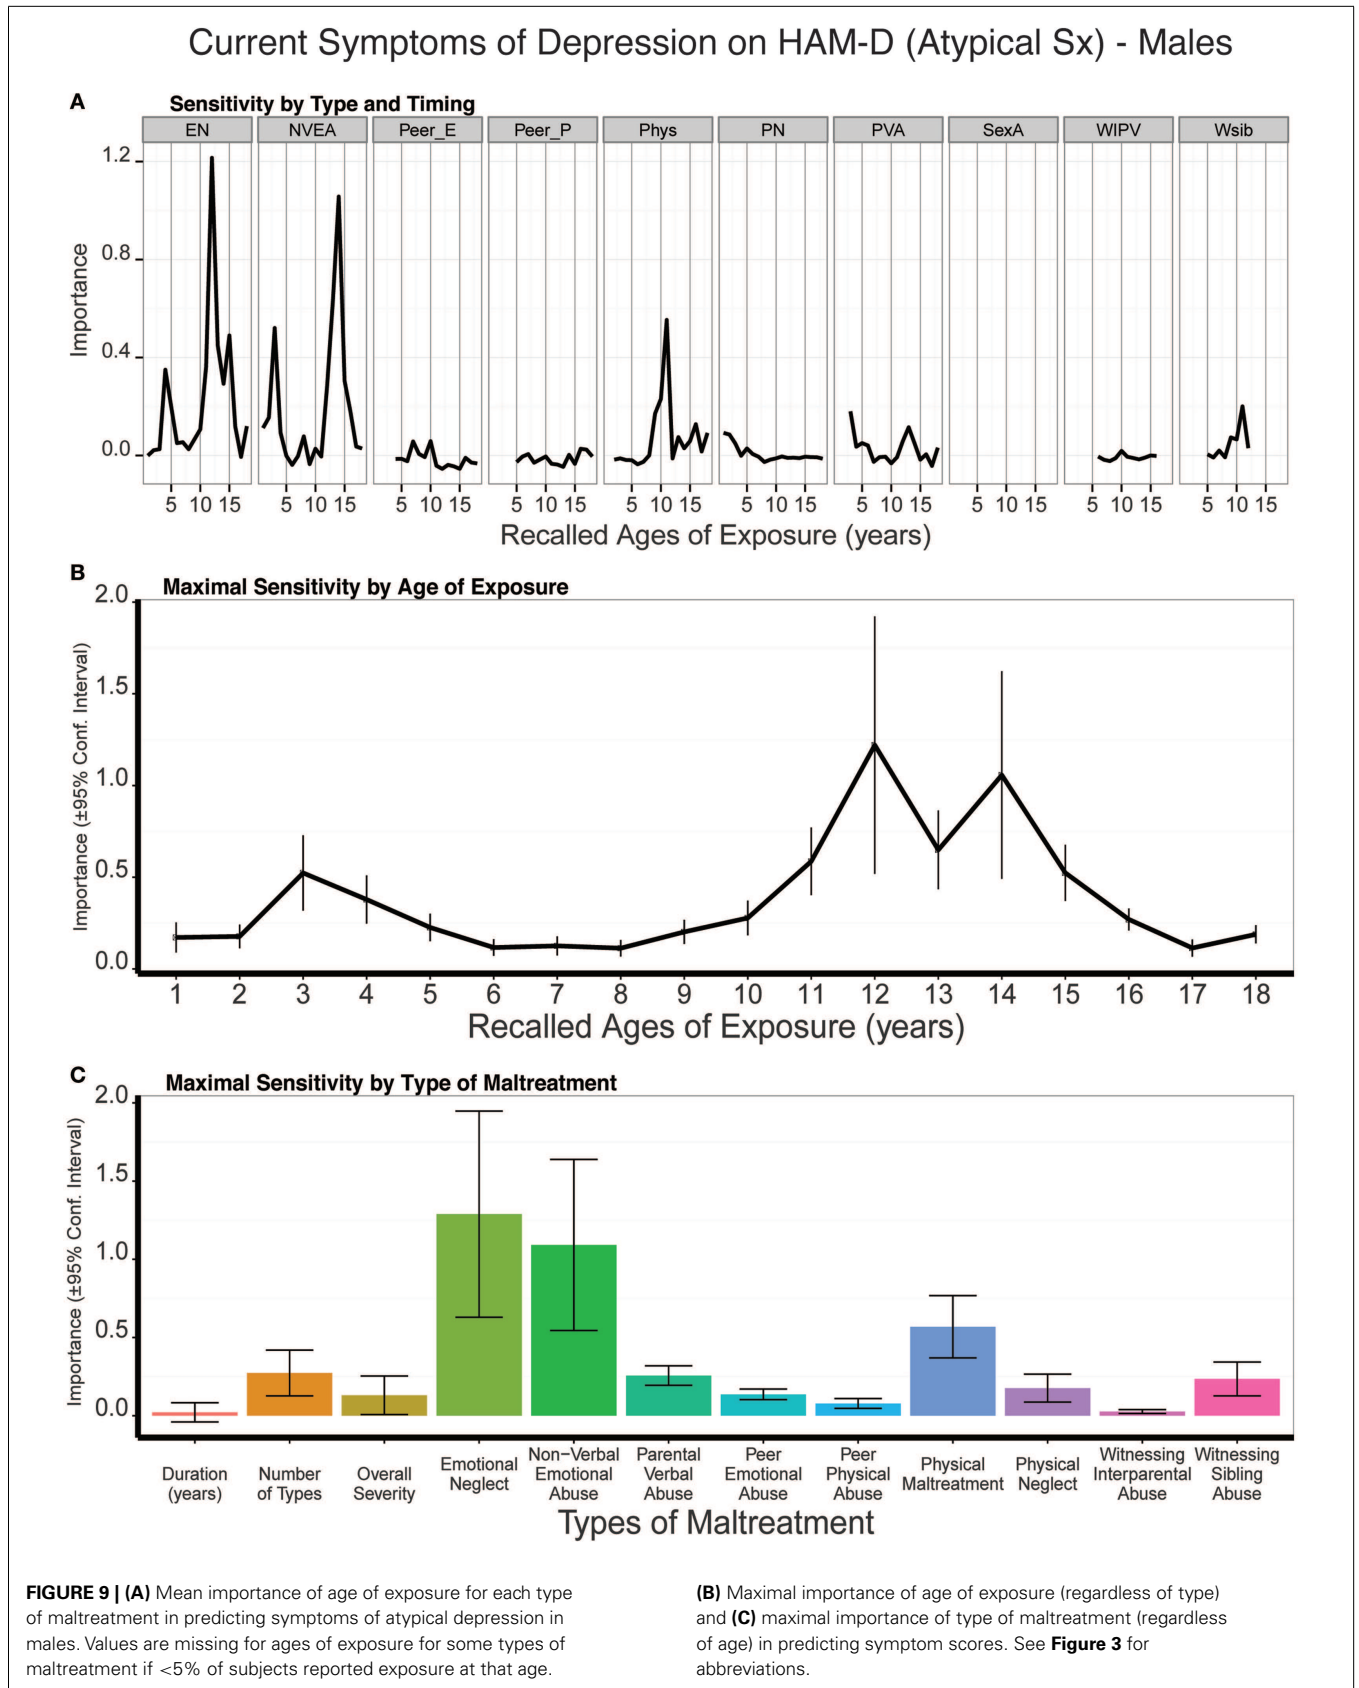 Current Symptoms of Depression on HAM-D (Atypical Sx) - Males
A
Sensitivity by Type and Timing
EN NVEA Peer_E Peer_P Phys PN PVA SexA WIPV Wsib
Importance
1.2
0.8
0.4
0.0
5 10 15 5 10 15 5 10 15 5 10 15 5 10 15 5 10 15 5 10 15 5 10 15 5 10 15 5 10 15
Recalled Ages of Exposure (years)
B
Maximal Sensitivity by Age of Exposure
Importance (±95% Conf. Interval)
2.0
1.5
1.0
0.5
0.0
1 2 3 4 5 6 7 8 9 10 11 12 13 14 15 16 17 18
Recalled Ages of Exposure (years)
C
Maximal Sensitivity by Type of Maltreatment
Importance (±95% Conf. Interval)
2.0
1.5
1.0
0.5
0.0
Duration
(years)
Number
of Types
Overall
Severity
Emotional
Neglect
Non−Verbal
Emotional
Abuse
Parental
Verbal
Abuse
Peer
Emotional
Abuse
Peer
Physical
Abuse
Physical
Maltreatment
Physical
Neglect
Witnessing
Interparental
Abuse
Witnessing
Sibling
Abuse
Types of Maltreatment
FIGURE 9 | (A) Mean importance of age of exposure for each type
of maltreatment in predicting symptoms of atypical depression in
males. Values are missing for ages of exposure for some types of
maltreatment if <5% of subjects reported exposure at that age.
(B) Maximal importance of age of exposure (regardless of type)
and (C) maximal importance of type of maltreatment (regardless
of age) in predicting symptom scores. See Figure 3 for
abbreviations.